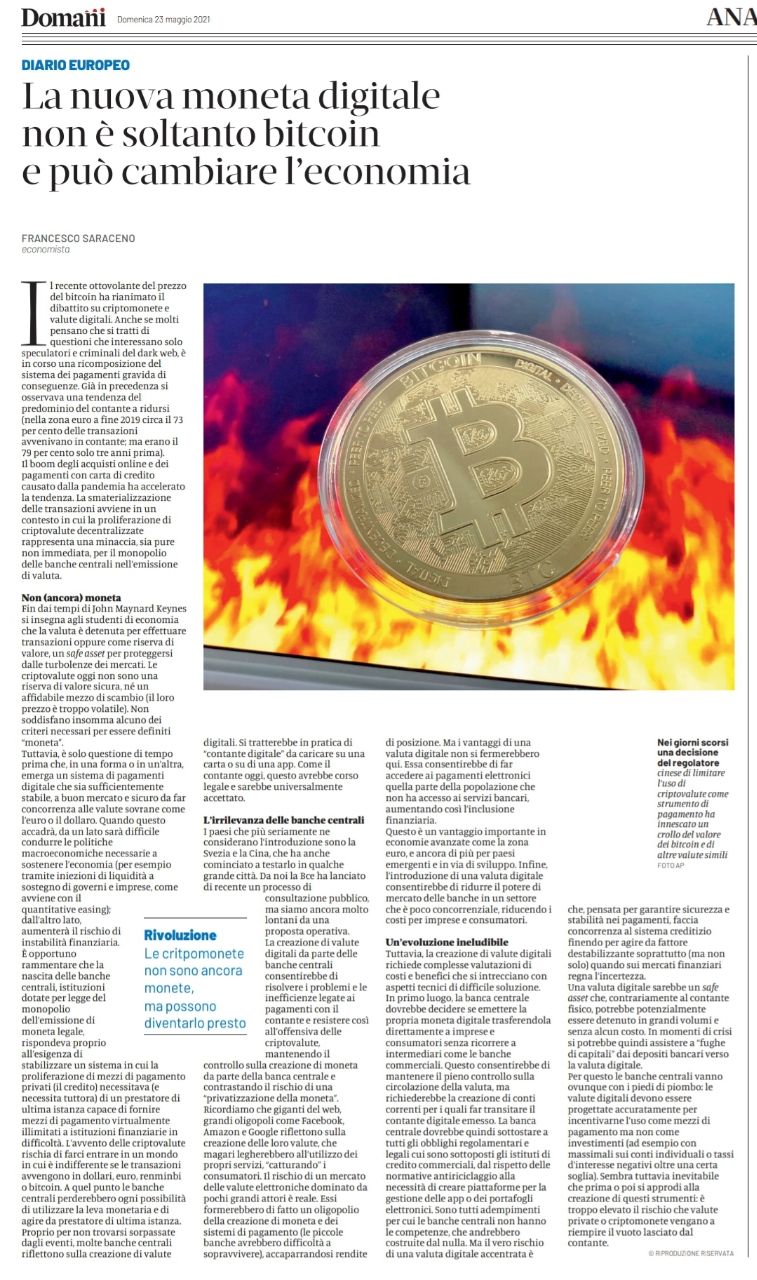 Domani
Domenica 23 maggio 2021
ANA
DIARIO EUROPEO
La nuova moneta digitale
non è soltanto bitcoin
e può cambiare l'economia
FRANCESCO SARACENO
economista
Il recente ottovolante del prezzo
del bitcoin ha rianimato il
dibattito su criptomonete e
valute digitali. Anche se molti
pensano che si tratti di
questioni che interessano solo
speculatori e criminali del dark web, è
in corso una ricomposizione del
sistema dei pagamenti gravida di
conseguenze. Già in precedenza si
osservava una tendenza del
predominio del contante a ridursi
(nella zona euro a fine 2019 circa il 73
per cento delle transazioni
avvenivano in contante; ma erano il
79 per cento solo tre anni prima).
Il boom degli acquisti online e dei
pagamenti con carta di credito
causato dalla pandemia ha accelerato
la tendenza. La smaterializzazione
delle transazioni avviene in un
contesto in cui la proliferazione di
criptovalute decentralizzate
rappresenta una minaccia, sia pure
non immediata, per il monopolio
delle banche centrali nell'emissione
di valuta.
Non (ancora) moneta
Fin dai tempi di John Maynard Keynes
si insegna agli studenti di economia
che la valuta è detenuta per effettuare
transazioni oppure come riserva di
valore, un safe asset per proteggersi
dalle turbolenze dei mercati. Le
criptovalute oggi non sono una
riserva di valore sicura, né un
affidabile mezzo di scambio (il loro
prezzo è troppo volatile). Non
soddisfano insomma alcuno dei
criteri necessari per essere definiti
“moneta”.
Tuttavia, è solo questione di tempo
prima che, in una forma o in un'altra,
emerga un sistema di pagamenti
digitale che sia sufficientemente
stabile, a buon mercato e sicuro da far
concorrenza alle valute sovrane come
l'euro o il dollaro. Quando questo
accadrà, da un lato sarà difficile
condurre le politiche
macroeconomiche necessarie a
sostenere l'economia (per esempio
tramite iniezioni di liquidità a
sostegno di governi e imprese, come
avviene con il
quantitative easing);
dall'altro lato,
aumenterà il rischio di
instabilità finanziaria.
È opportuno
rammentare che la
nascita delle banche
centrali, istituzioni
dotate per legge del
monopolio
dell'emissione di
moneta legale,
rispondeva proprio
all'esigenza di
stabilizzare un sistema in cui la
proliferazione di mezzi di pagamento
privati (il credito) necessitava (e
necessita tuttora) di un prestatore di
ultima istanza capace di fornire
mezzi di pagamento virtualmente
illimitati a istituzioni finanziarie in
difficoltà. L'avvento delle criptovalute
rischia di farci entrare in un mondo
in cui è indifferente se le transazioni
avvengono in dollari, euro, renminbi
o bitcoin. A quel punto le banche
centrali perderebbero ogni possibilità
di utilizzare la leva monetaria e di
agire da prestatore di ultima istanza.
Proprio per non trovarsi sorpassate
dagli eventi, molte banche centrali
riflettono sulla creazione di valute
digitali. Si tratterebbe in pratica di
“contante digitale” da caricare su una
carta o su di una app. Come il
contante oggi, questo avrebbe corso
legale e sarebbe universalmente
accettato.
L'irrilevanza delle banche centrali
I paesi che più seriamente ne
considerano l'introduzione sono la
Svezia e la Cina, che ha anche
cominciato a testarlo in qualche
grande città. Da noi la Bce ha lanciato
di recente un processo di
consultazione pubblico,
ma siamo ancora molto
lontani da una
proposta operativa.
La creazione di valute
digitali da parte delle
banche centrali
consentirebbe di
risolvere i problemi e le
inefficienze legate ai
pagamenti con il
contante e resistere così
all'offensiva delle
criptovalute,
mantenendo il
controllo sulla creazione di moneta
da parte della banca centrale e
contrastando il rischio di una
“privatizzazione della moneta”.
Ricordiamo che giganti del web,
grandi oligopoli come Facebook,
Amazon e Google riflettono sulla
creazione delle loro valute, che
magari legherebbero all'utilizzo dei
propri servizi, “catturando” i
consumatori. Il rischio di un mercato
delle valute elettroniche dominato da
pochi grandi attori è reale. Essi
formerebbero di fatto un oligopolio
della creazione di moneta e dei
sistemi di pagamento (le piccole
banche avrebbero difficoltà a
sopravvivere), accaparrandosi rendite
Rivoluzione
Le critpomonete
non sono ancora
monete,
ma possono
diventarlo presto
di posizione. Ma i vantaggi di una
valuta digitale non si fermerebbero
qui. Essa consentirebbe di far
accedere ai pagamenti elettronici
quella parte della popolazione che
non ha accesso ai servizi bancari,
aumentando così l'inclusione
finanziaria.
Questo è un vantaggio importante in
economie avanzate come la zona
euro, e ancora di più per paesi
emergenti e in via di sviluppo. Infine,
l'introduzione di una valuta digitale
consentirebbe di ridurre il potere di
mercato delle banche in un settore
che è poco concorrenziale, riducendo i
costi per imprese e consumatori.
Un'evoluzione ineludibile
Tuttavia, la creazione di valute digitali
richiede complesse valutazioni di
costi e benefici che si intrecciano con
aspetti tecnici di difficile soluzione.
In primo luogo, la banca centrale
dovrebbe decidere se emettere la
propria moneta digitale trasferendola
direttamente a imprese e
consumatori senza ricorrere a
intermediari come le banche
commerciali. Questo consentirebbe di
mantenere il pieno controllo sulla
circolazione della valuta, ma
richiederebbe la creazione di conti
correnti per i quali far transitare il
contante digitale emesso. La banca
centrale dovrebbe quindi sottostare a
tutti gli obblighi regolamentari e
legali cui sono sottoposti gli istituti di
credito commerciali, dal rispetto delle
normative antiriciclaggio alla
necessità di creare piattaforme per la
gestione delle app o dei portafogli
elettronici. Sono tutti adempimenti
per cui le banche centrali non hanno
le competenze, che andrebbero
costruite dal nulla. Ma il vero rischio
di una valuta digitale accentrata è
che, pensata per garantire sicurezza e
stabilità nei pagamenti, faccia
concorrenza al sistema creditizio
finendo per agire da fattore
destabilizzante soprattutto (ma non
solo) quando sui mercati finanziari
regna l'incertezza.
Una valuta digitale sarebbe un safe
asset che, contrariamente al contante
fisico, potrebbe potenzialmente
essere detenuto in grandi volumi e
senza alcun costo. In momenti di crisi
si potrebbe quindi assistere a “fughe
di capitali” dai depositi bancari verso
la valuta digitale.
Per questo le banche centrali vanno
ovunque con i piedi di piombo: le
valute digitali devono essere
progettate accuratamente per
incentivarne l'uso come mezzi di
pagamento ma non come
investimenti (ad esempio con
massimali sui conti individuali o tassi
d'interesse negativi oltre una certa
soglia). Sembra tuttavia inevitabile
che prima o poi si approdi alla
creazione di questi strumenti: è
troppo elevato il rischio che valute
private o criptomonete vengano a
riempire il vuoto lasciato dal
contante.
© RIPRODUZIONE RISERVATA
Nei giorni scorsi
una decisione
del regolatore
cinese di limitare
l'uso di
criptovalute come
strumento di
pagamento ha
innescato un
crollo del valore
dei bitcoin e di
altre valute simili
FOTO AP
BITCOIN
DIGITAL
DECENTRALIZED
PEER TO PEER
BTC
DIGITAL
DECENTRALIZED
PEER TO PEER